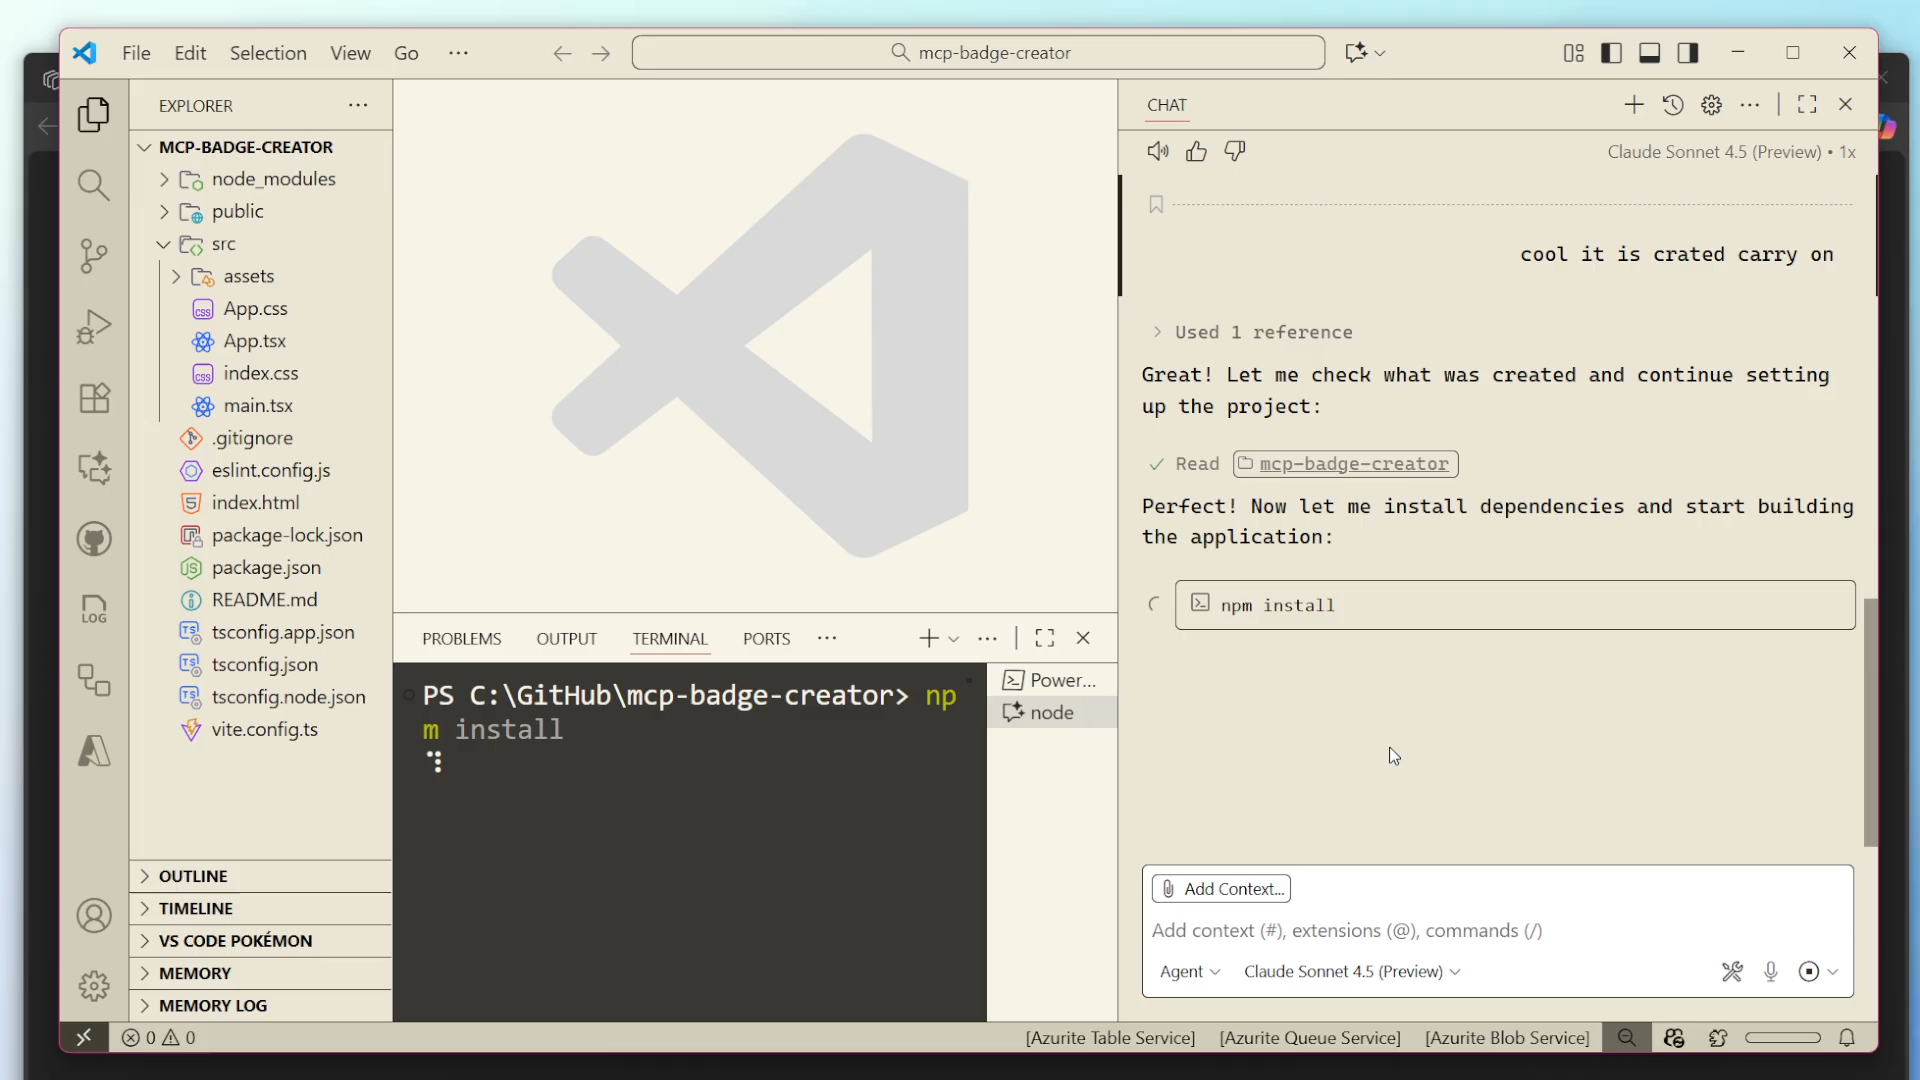 File Edit Selection View Go ···
mcp-badge-creator
EXPLORER
MCP-BADGE-CREATOR
node_modules
public
src
assets
App.css
App.tsx
index.css
main.tsx
.gitignore
eslint.config.js
index.html
package-lock.json
package.json
README.md
tsconfig.app.json
tsconfig.json
tsconfig.node.json
vite.config.ts
OUTLINE
TIMELINE
VS CODE POKÉMON
MEMORY
MEMORY LOG
LOG
PROBLEMS OUTPUT TERMINAL PORTS ···
PS C:\GitHub\mcp-badge-creator> np
m install
Power...
node
CHAT
Claude Sonnet 4.5 (Preview) • 1x
cool it is crated carry on
Used 1 reference
Great! Let me check what was created and continue setting
up the project:
Read mcp-badge-creator
Perfect! Now let me install dependencies and start building
the application:
npm install
Add Context...
Add context (#), extensions (@), commands (/)
Agent Claude Sonnet 4.5 (Preview)
0 0
[Azurite Table Service] [Azurite Queue Service] [Azurite Blob Service]